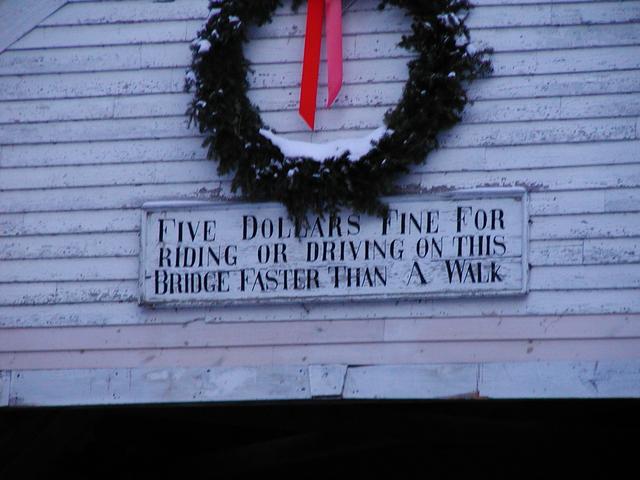 FIVE DOLLARS FINE FOR
RIDING OR DRIVING ON THIS
BRIDGE FASTER THAN A WALK